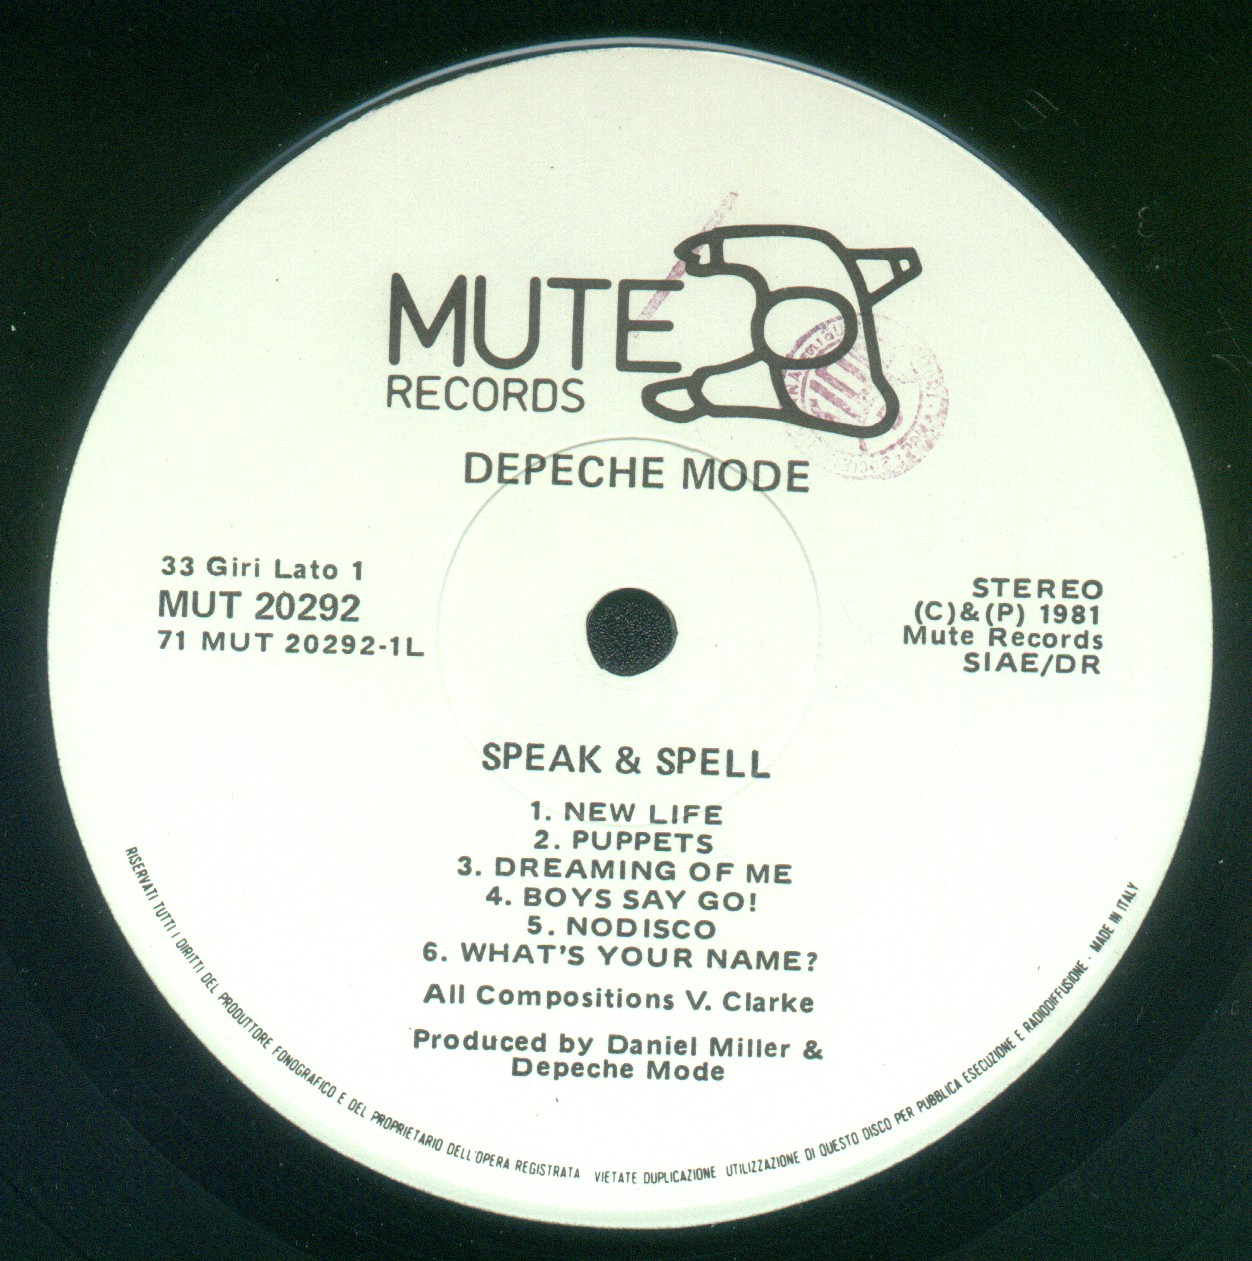 MUTE
RECORDS
DEPECHE MODE
33 Giri Lato 1
MUT 20292
71 MUT 20292-1L
STEREO
(C)&(P) 1981
Mute Records
SIAE/DR
SPEAK & SPELL
1. NEW LIFE
2. PUPPETS
3. DREAMING OF ME
4. BOYS SAY GO!
5. NODISCO
6. WHAT'S YOUR NAME?
All Compositions V. Clarke
Produced by Daniel Miller &
Depeche Mode
RISERVATI TUTTI I DIRITTI DEL PRODUTTORE FONOGRAFICO E DEL PROPRIETARIO DELL'OPERA REGISTRATA VIETATE DUPLICAZIONE UTILIZZAZIONE DI QUESTO DISCO PER PUBBLICA ESECUZIONE E RADIODIFFUSIONE - MADE IN ITALY